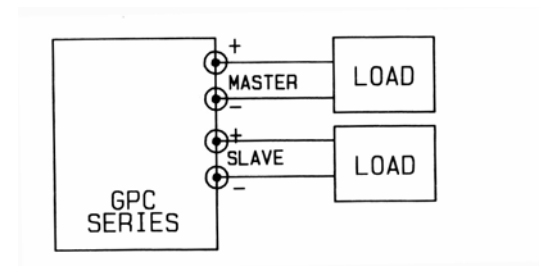 +
MASTER
LOAD
-
+
SLAVE
LOAD
-
GPC
SERIES